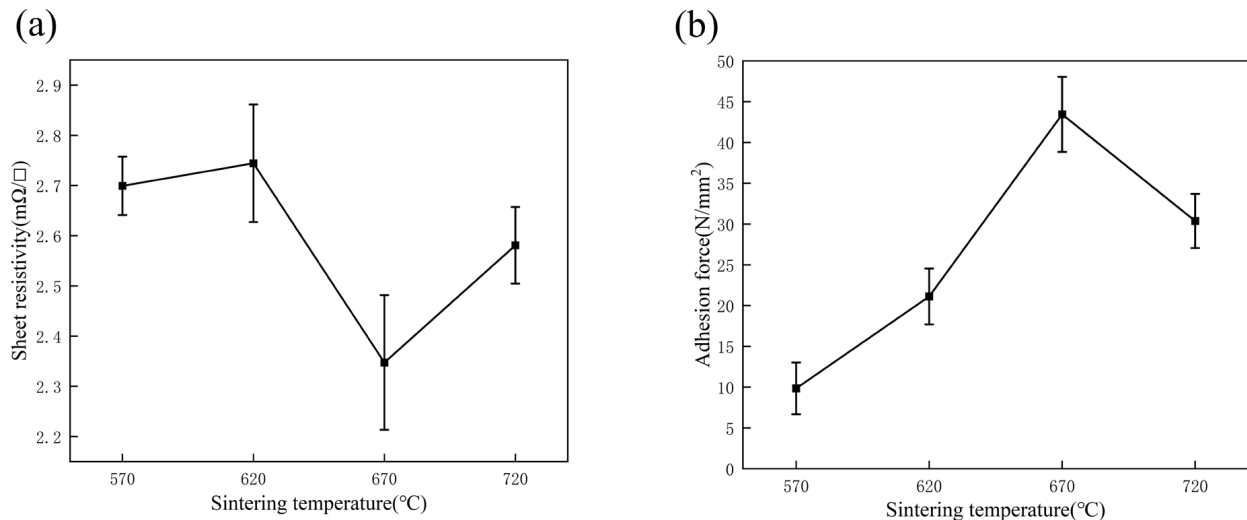 (a)
Sheet resistivity(mΩ/□)
2.9
2.8
2.7
2.6
2.5
2.4
2.3
2.2
570 620 670 720
Sintering temperature(℃)
(b)
Adhesion force(N/mm²)
50
45
40
35
30
25
20
15
10
5
0
570 620 670 720
Sintering temperature(℃)